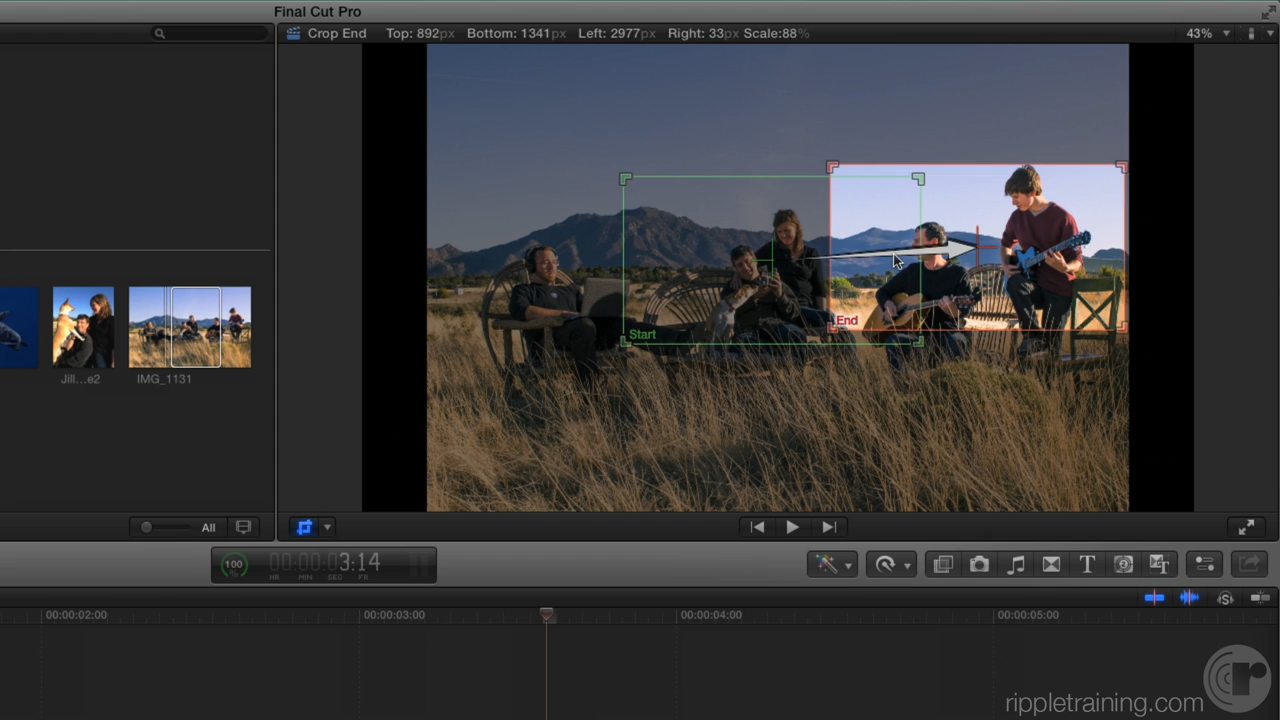 Final Cut Pro
Crop End Top: 892px Bottom: 1341px Left: 2977px Right: 33px Scale:88%
43%
End
Start
Jill...e2
IMG_1131
All
100
%
00:00:03:14
HR MIN SEC FR
00:00:02:00
00:00:03:00
00:00:04:00
00:00:05:00
rippletraining.com